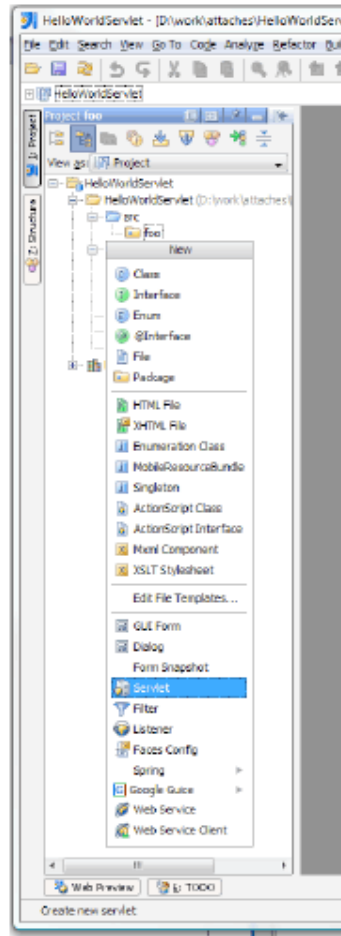 HelloWorldServlet - [D:\work\attaches\HelloWorldServ
File Edit Search View Go To Code Analyze Refactor Bui
HelloWorldServlet
Project foo
1: Project
View as: Project
HelloWorldServlet
HelloWorldServlet (D:\work\attaches\
src
foo
Z: Structure
New
Class
Interface
Enum
@Interface
File
Package
HTML File
XHTML File
Enumeration Class
MobileResourceBundle
Singleton
ActionScript Class
ActionScript Interface
Mxml Component
XSLT Stylesheet
Edit File Templates...
GUI Form
Dialog
Form Snapshot
Servlet
Filter
Listener
Faces Config
Spring
Google Guice
Web Service
Web Service Client
Web Preview
6: TODO
Create new servlet